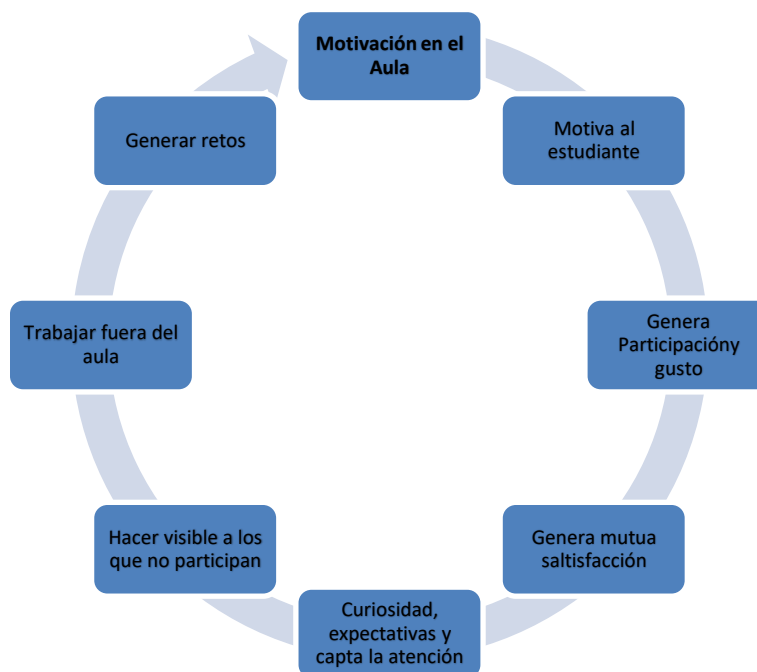 Motivación en el
Aula
Motiva al
estudiante
Genera
Participacióny
gusto
Genera mutua
saltisfacción
Curiosidad,
expectativas y
capta la atención
Hacer visible a los
que no participan
Trabajar fuera del
aula
Generar retos